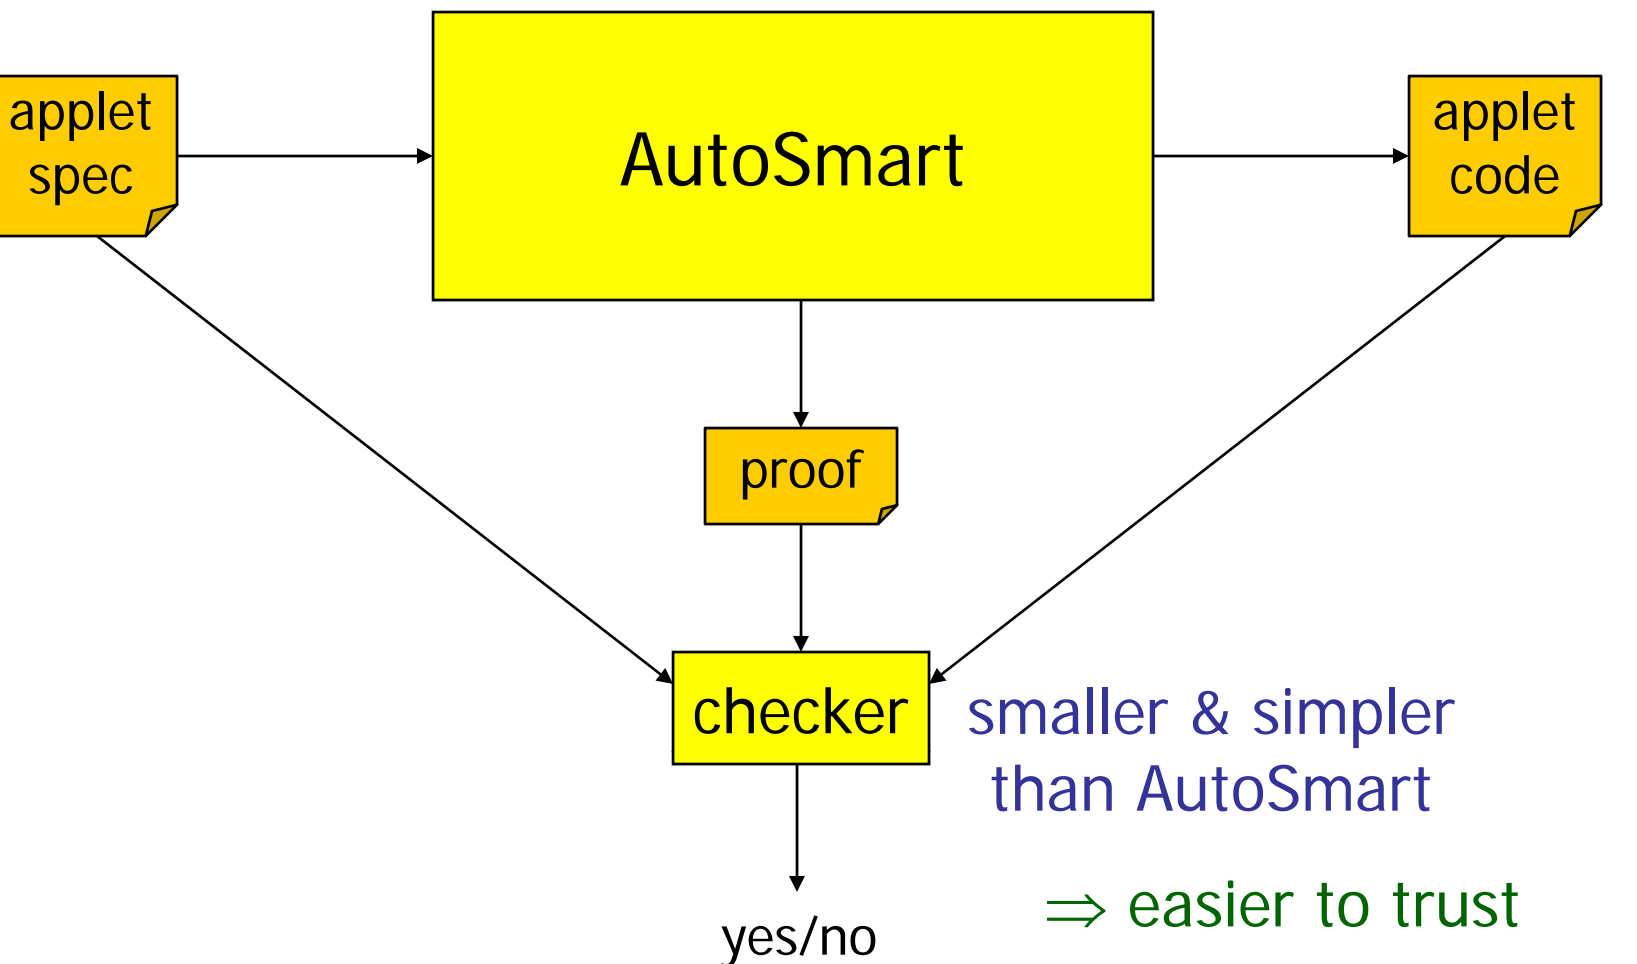 applet
spec
AutoSmart
applet
code
proof
checker
smaller & simpler
than AutoSmart
⇒ easier to trust
yes/no